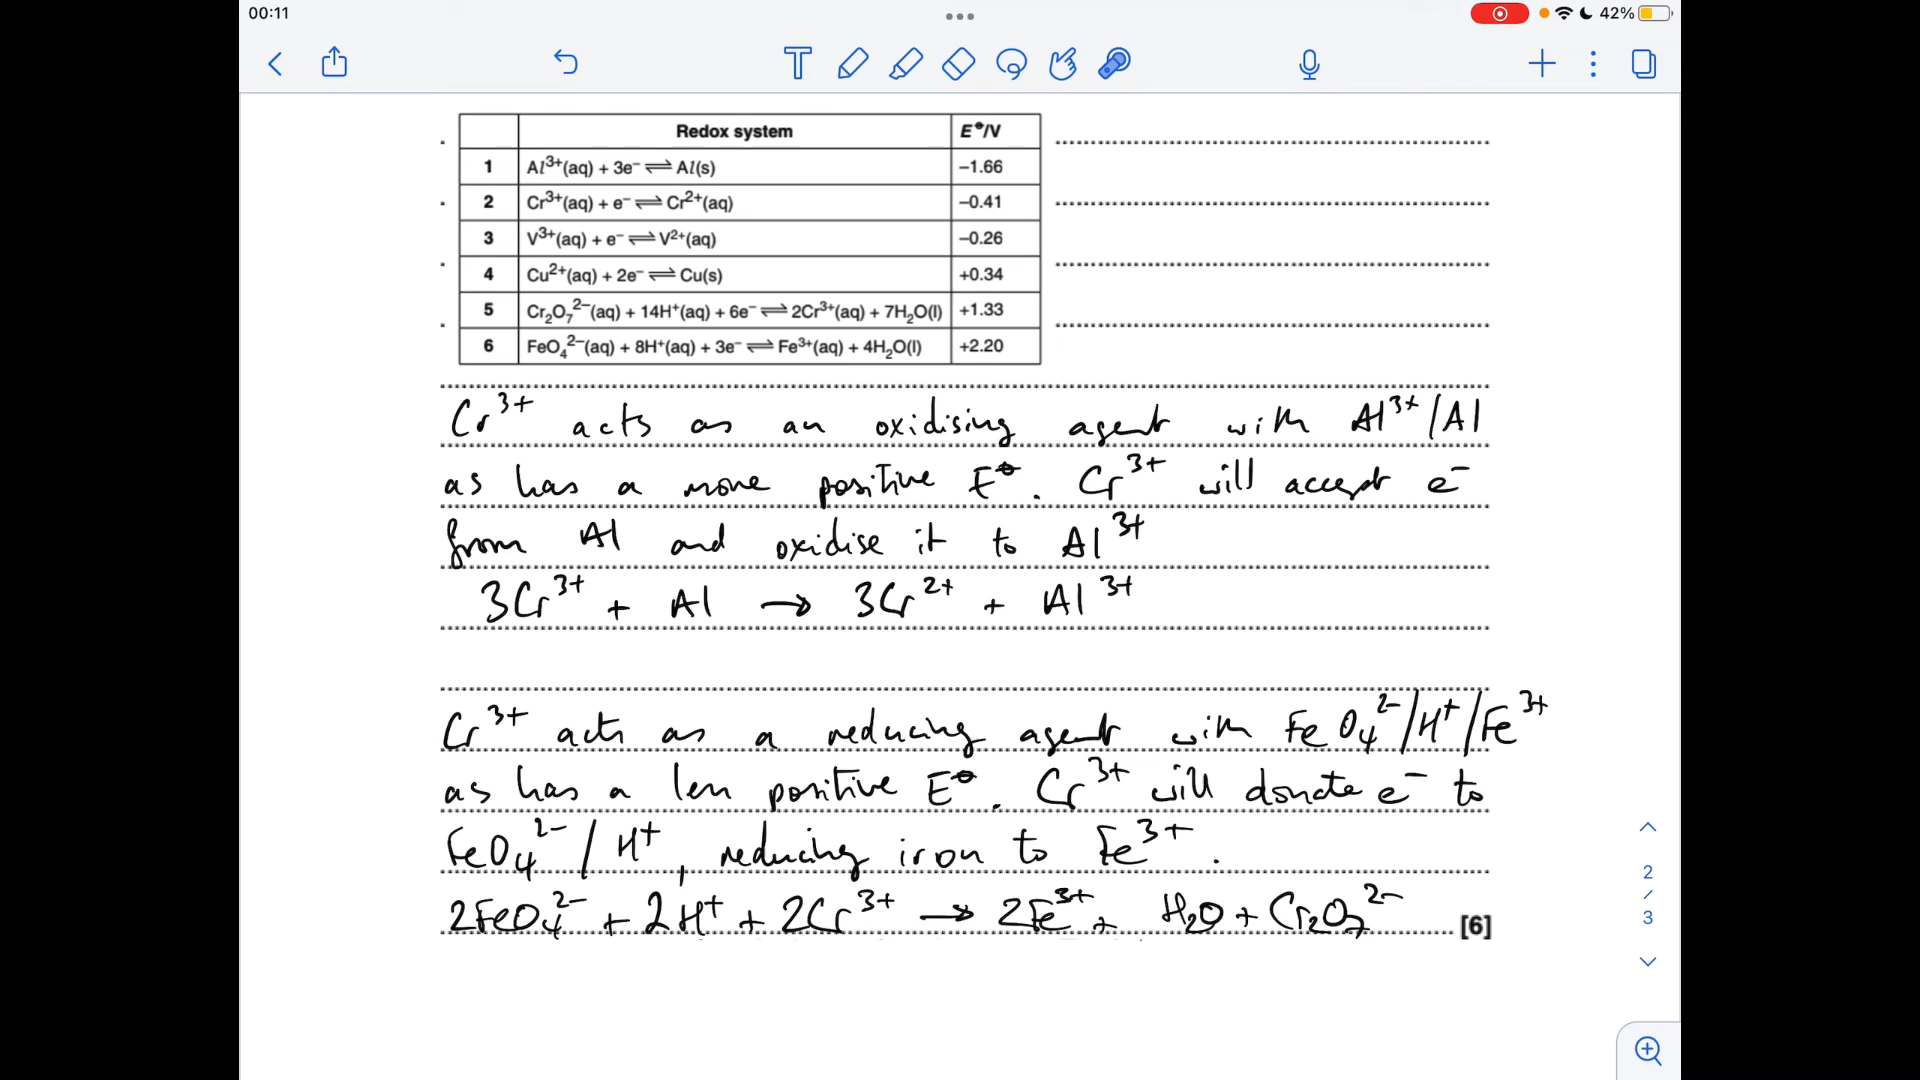 00:11
42%
Redox system E⦵/V
1 Al³⁺(aq) + 3e⁻ ⇌ Al(s) –1.66
2 Cr³⁺(aq) + e⁻ ⇌ Cr²⁺(aq) –0.41
3 V³⁺(aq) + e⁻ ⇌ V²⁺(aq) –0.26
4 Cu²⁺(aq) + 2e⁻ ⇌ Cu(s) +0.34
5 Cr₂O₇²⁻(aq) + 14H⁺(aq) + 6e⁻ ⇌ 2Cr³⁺(aq) + 7H₂O(l) +1.33
6 FeO₄²⁻(aq) + 8H⁺(aq) + 3e⁻ ⇌ Fe³⁺(aq) + 4H₂O(l) +2.20
Cr³⁺ acts as an oxidising agent with Al³⁺/Al
as has a more positive E⦵. Cr³⁺ will accept e⁻
from Al and oxidise it to Al³⁺
3Cr³⁺ + Al → 3Cr²⁺ + Al³⁺
Cr³⁺ acts as a reducing agent with FeO₄²⁻/H⁺/Fe³⁺
as has a less positive E⦵. Cr³⁺ will donate e⁻ to
FeO₄²⁻/H⁺, reducing iron to Fe³⁺.
2FeO₄²⁻ + 2H⁺ + 2Cr³⁺ → 2Fe³⁺ + H₂O + Cr₂O₇²⁻ [6]
2
/
3